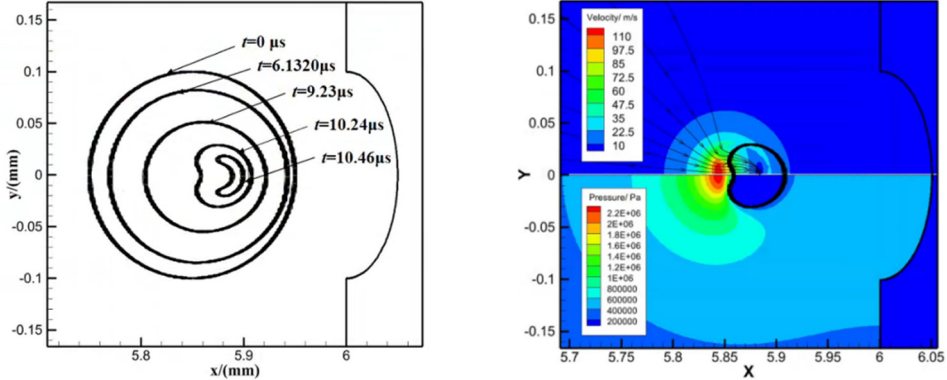 0.15
0.1
0.05
0
-0.05
-0.1
-0.15
y/(mm)
t=0 μs
t=6.1320μs
t=9.23μs
t=10.24μs
t=10.46μs
5.8
5.9
6
x/(mm)
0.15
0.1
0.05
0
-0.05
-0.1
-0.15
Y
Velocity/ m/s
110
97.5
85
72.5
60
47.5
35
22.5
10
Pressure/ Pa
2.2E+06
2E+06
1.8E+06
1.6E+06
1.4E+06
1.2E+06
1E+06
800000
600000
400000
200000
5.7
5.75
5.8
5.85
5.9
5.95
6
6.05
X